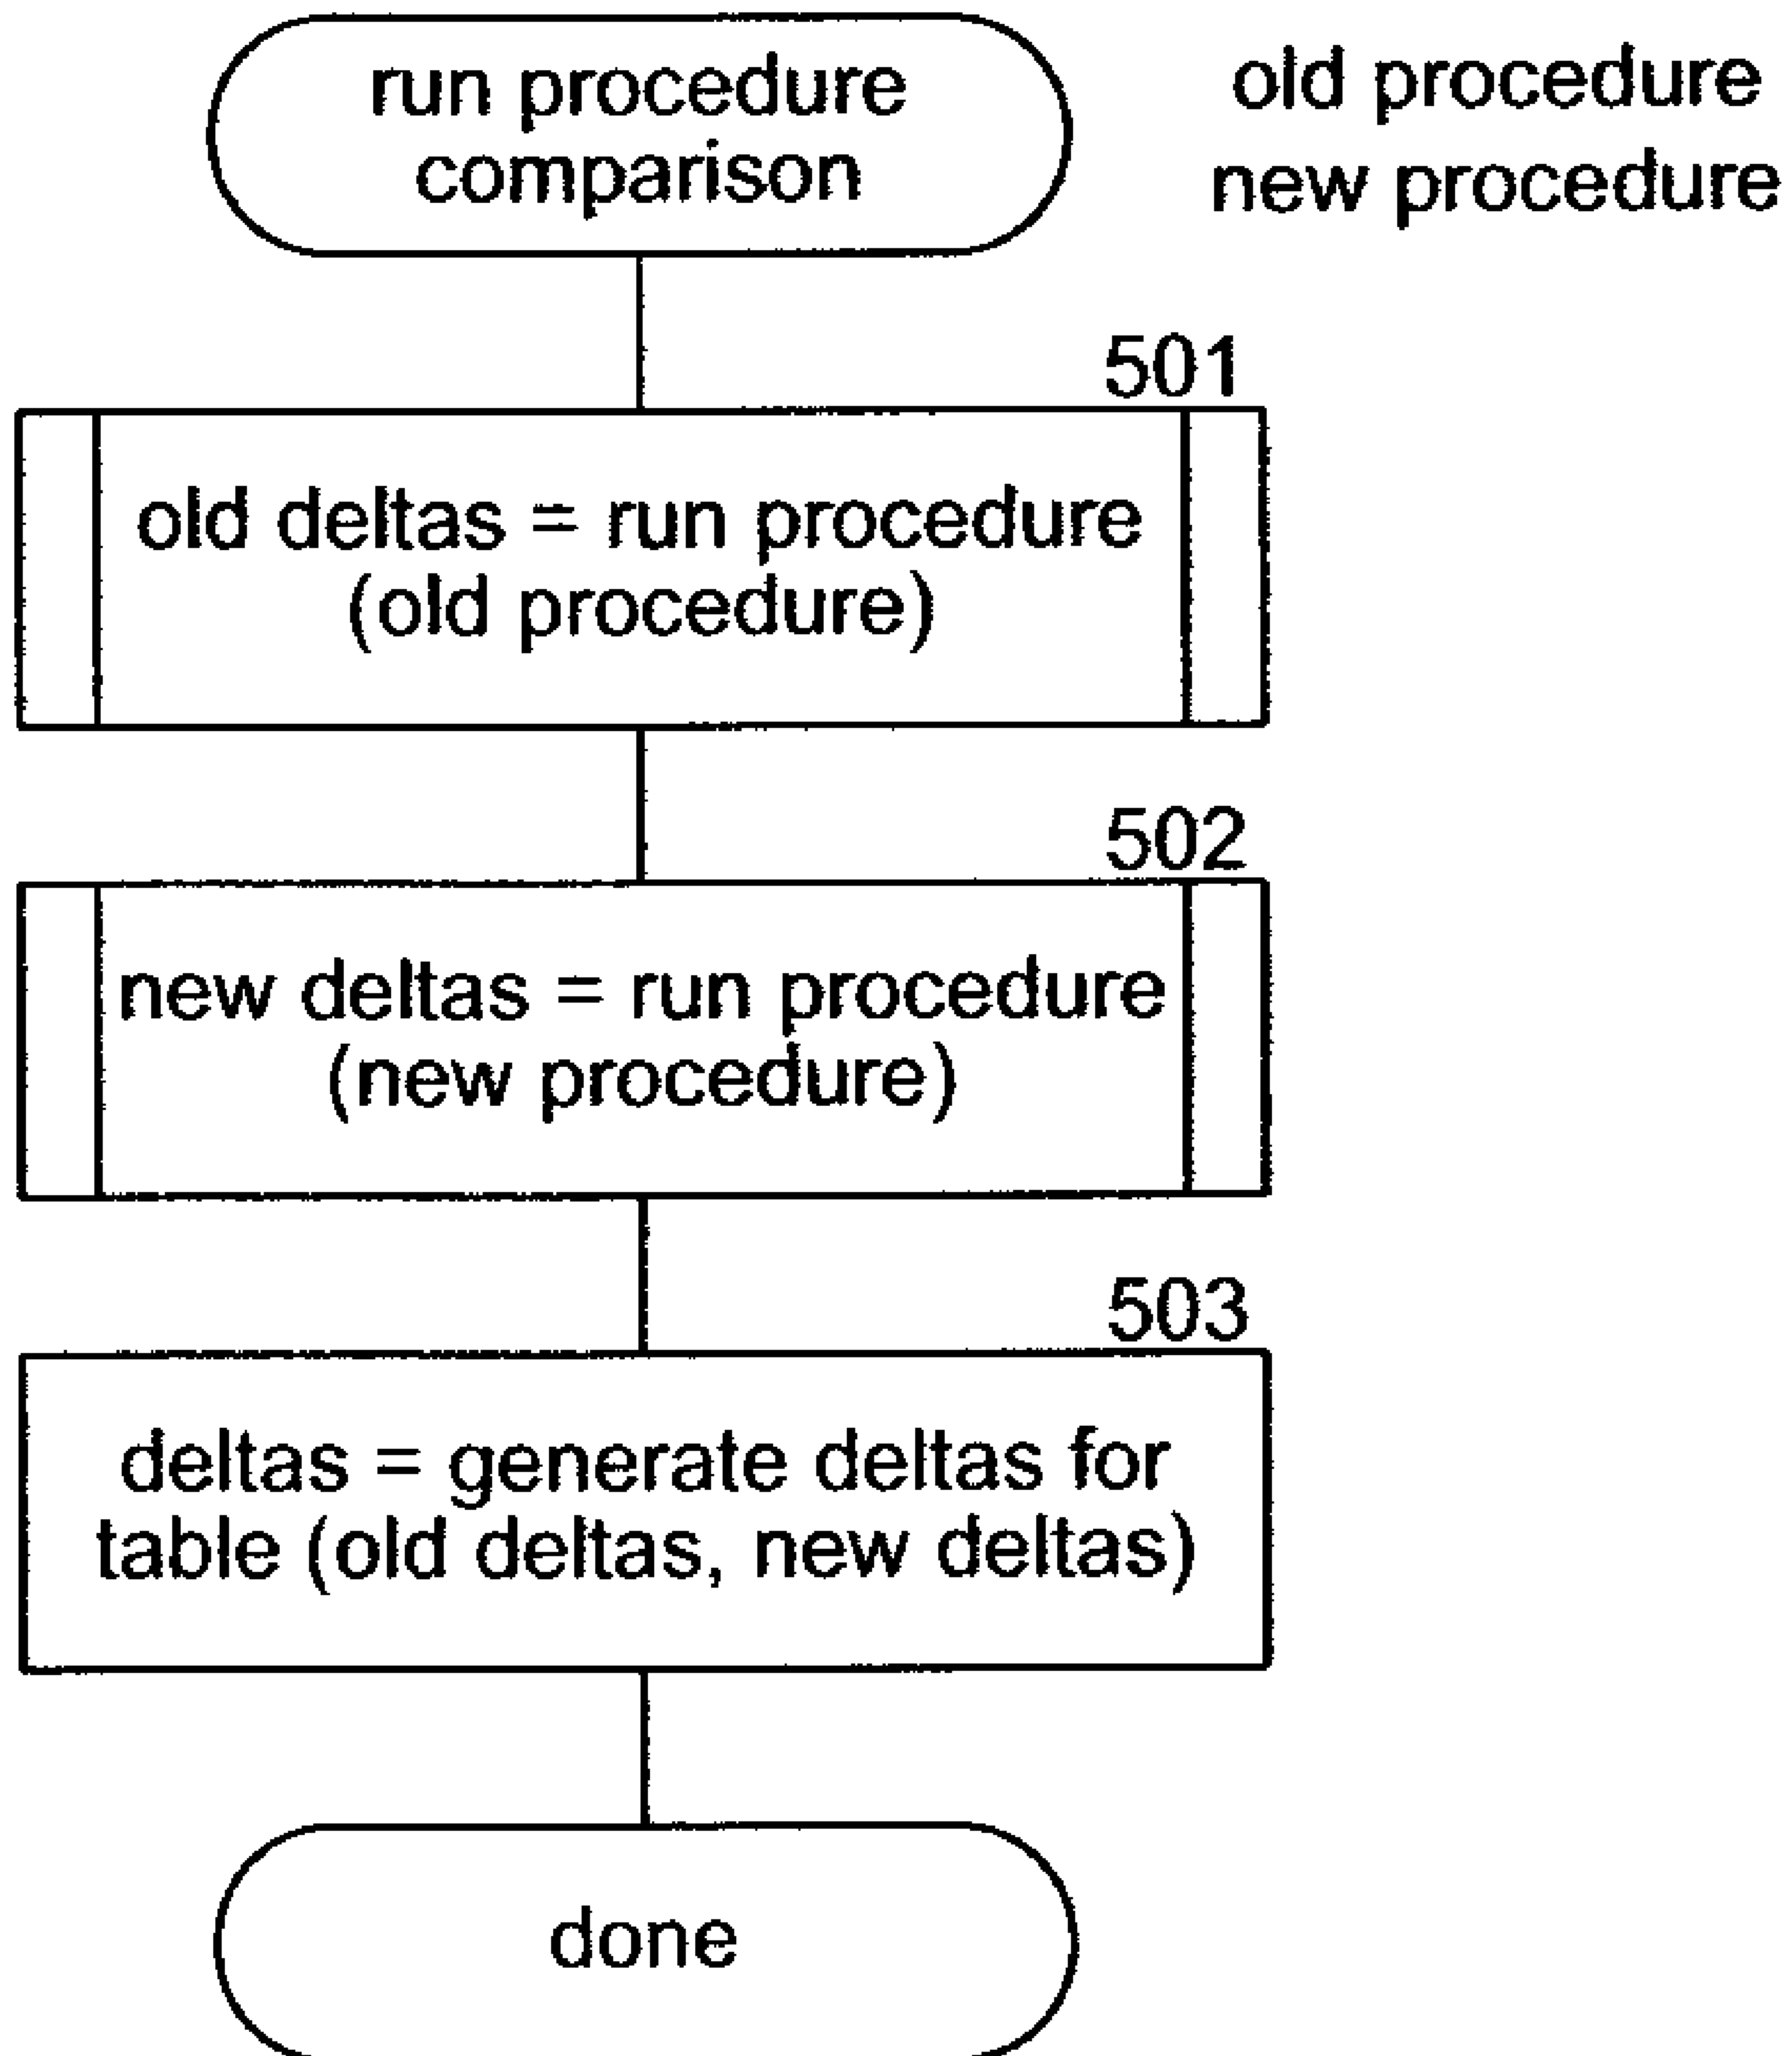 run procedure
comparison
old procedure
new procedure
501
old deltas = run procedure
(old procedure)
502
new deltas = run procedure
(new procedure)
503
deltas = generate deltas for
table (old deltas, new deltas)
done